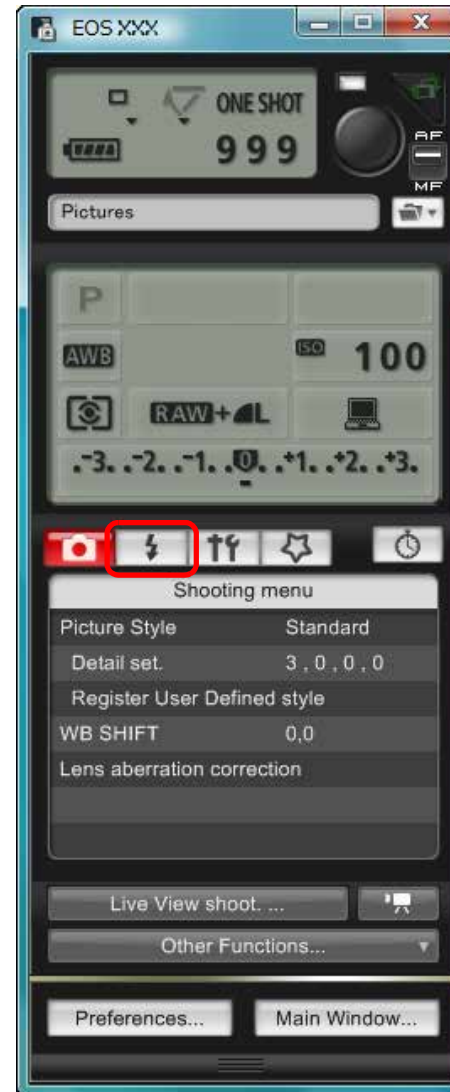 EOS XXX
ONE SHOT
999
AF
MF
Pictures
P
AWB
ISO 100
RAW+L
.-3. .-2. .-1. .0. .+1. .+2. .+3.
Shooting menu
Picture Style Standard
Detail set. 3 , 0 , 0 , 0
Register User Defined style
WB SHIFT 0,0
Lens aberration correction
Live View shoot. ...
Other Functions...
Preferences... Main Window...